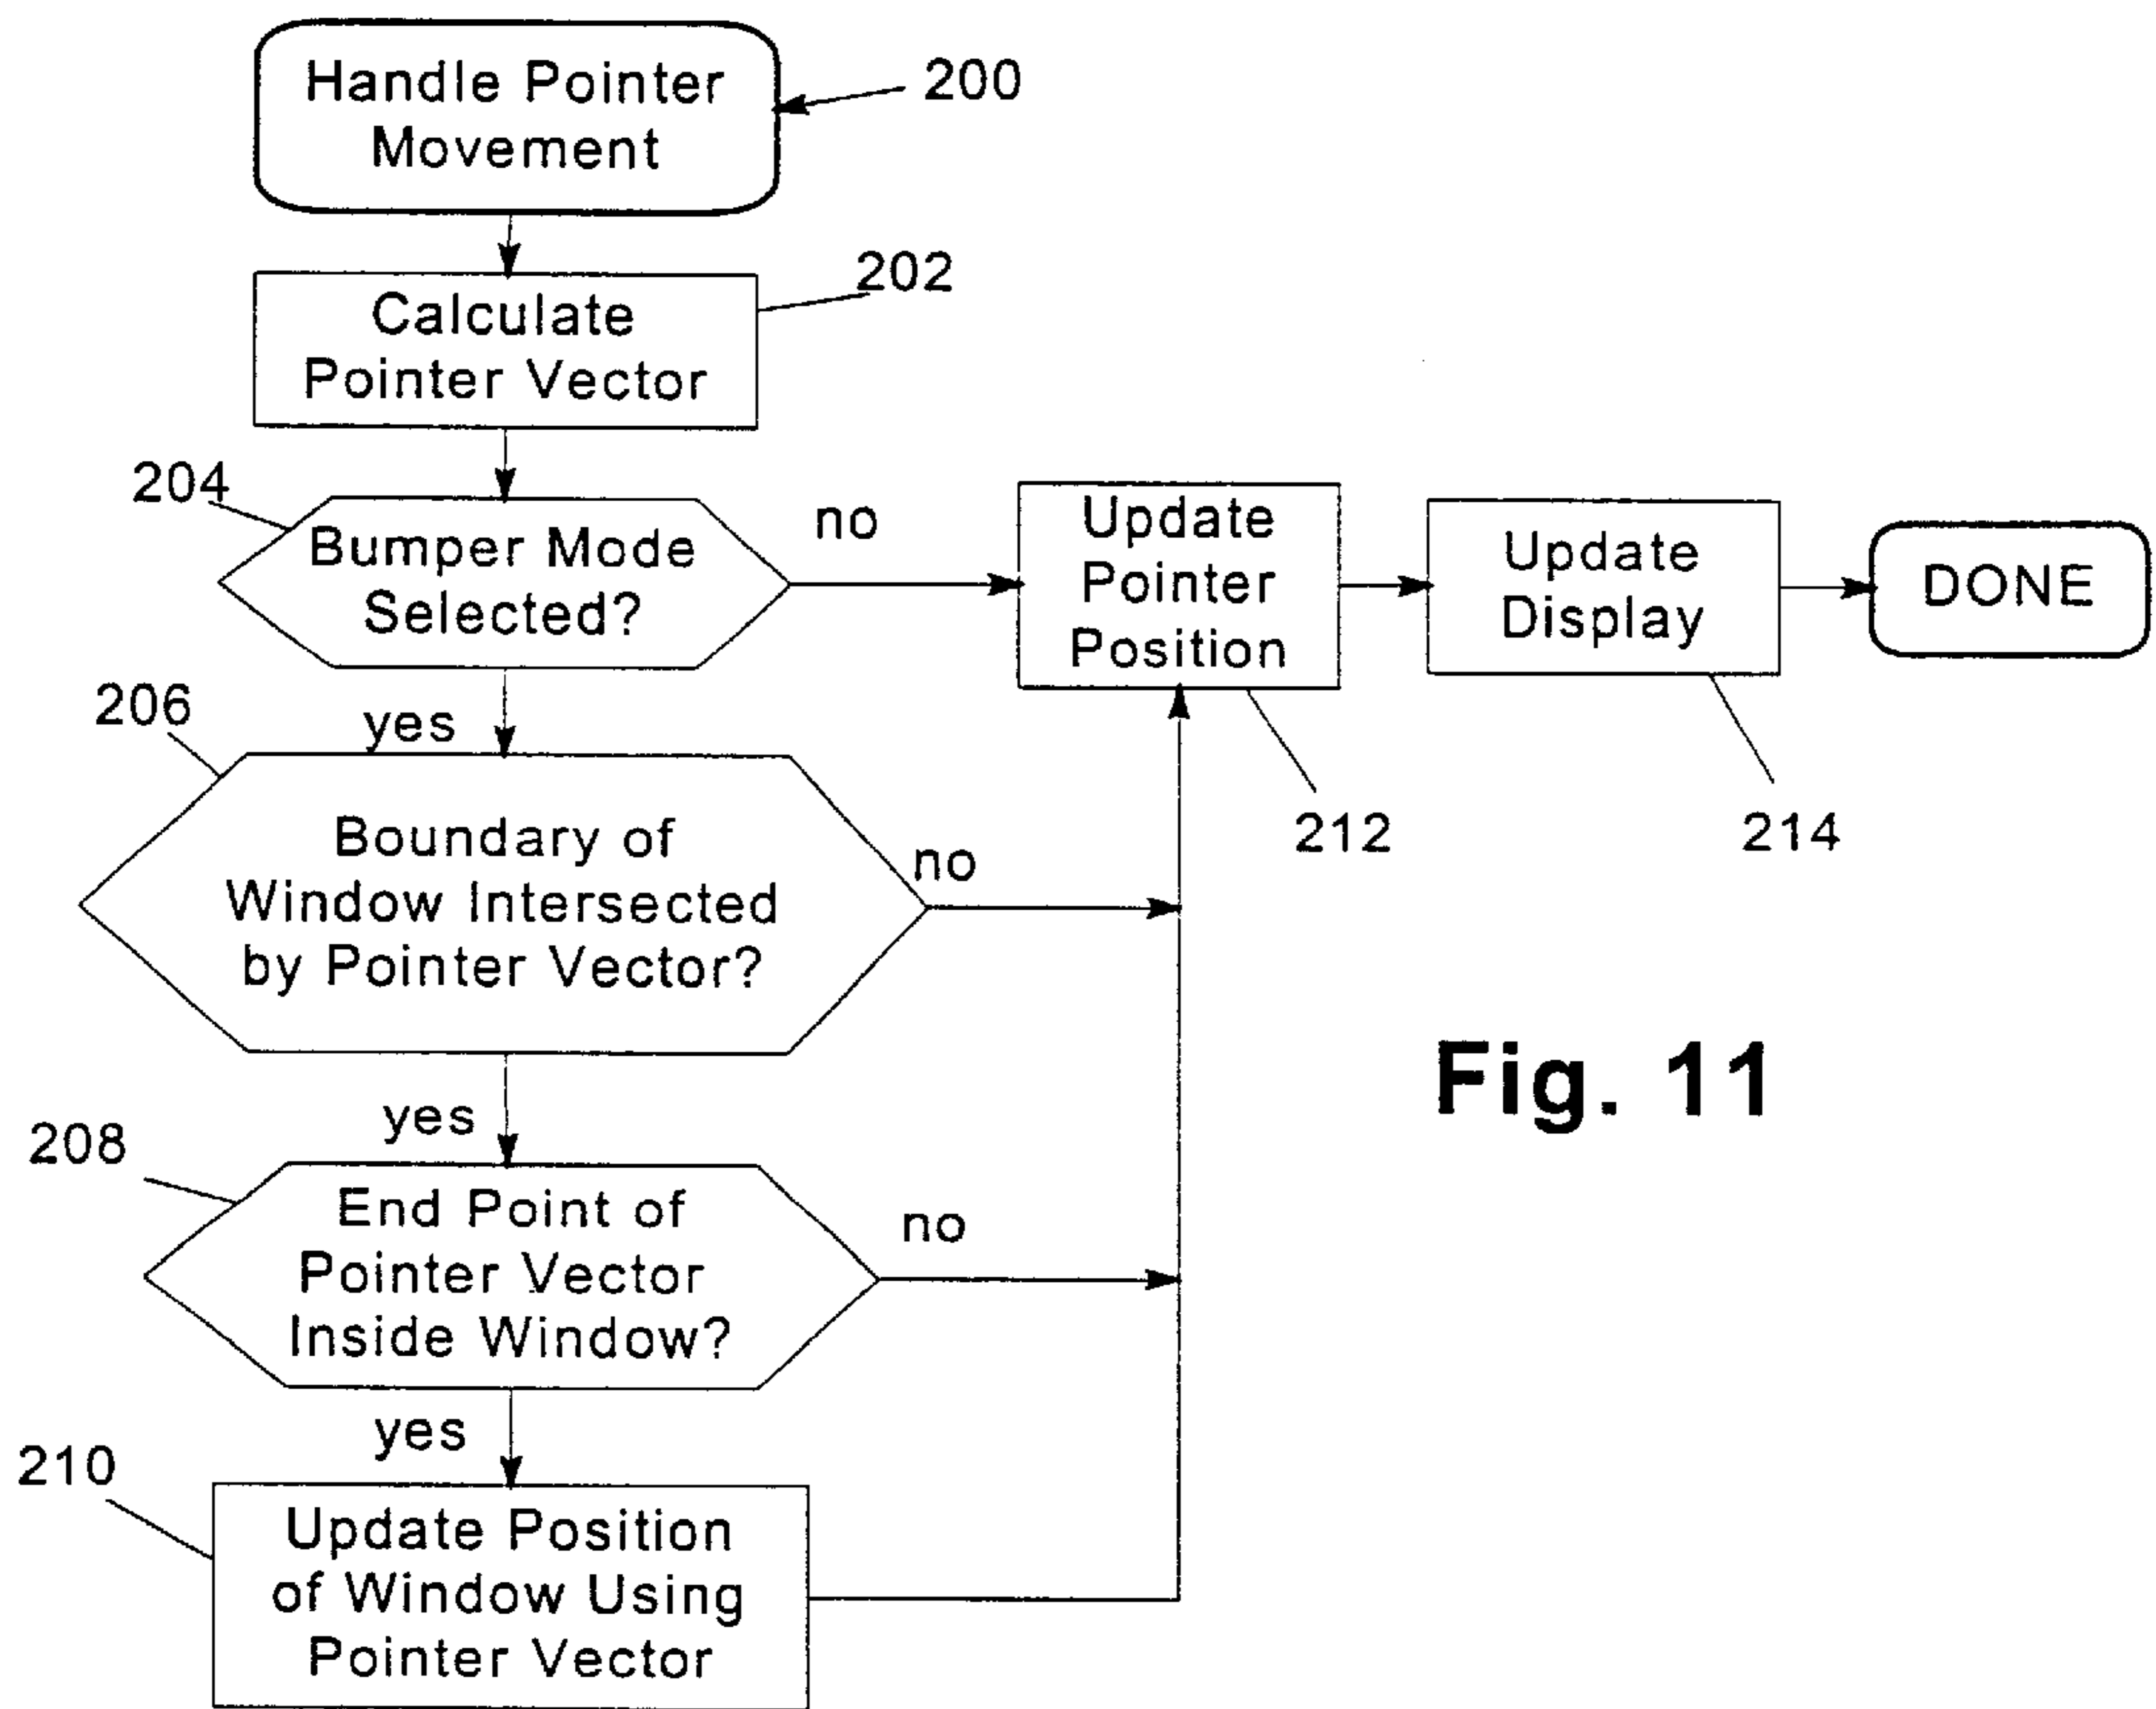 Handle Pointer
Movement
200
Calculate
Pointer Vector
202
204
Bumper Mode
Selected?
no
yes
Update
Pointer
Position
212
Update
Display
214
DONE
206
Boundary of
Window Intersected
by Pointer Vector?
no
yes
208
End Point of
Pointer Vector
Inside Window?
no
yes
210
Update Position
of Window Using
Pointer Vector
Fig. 11